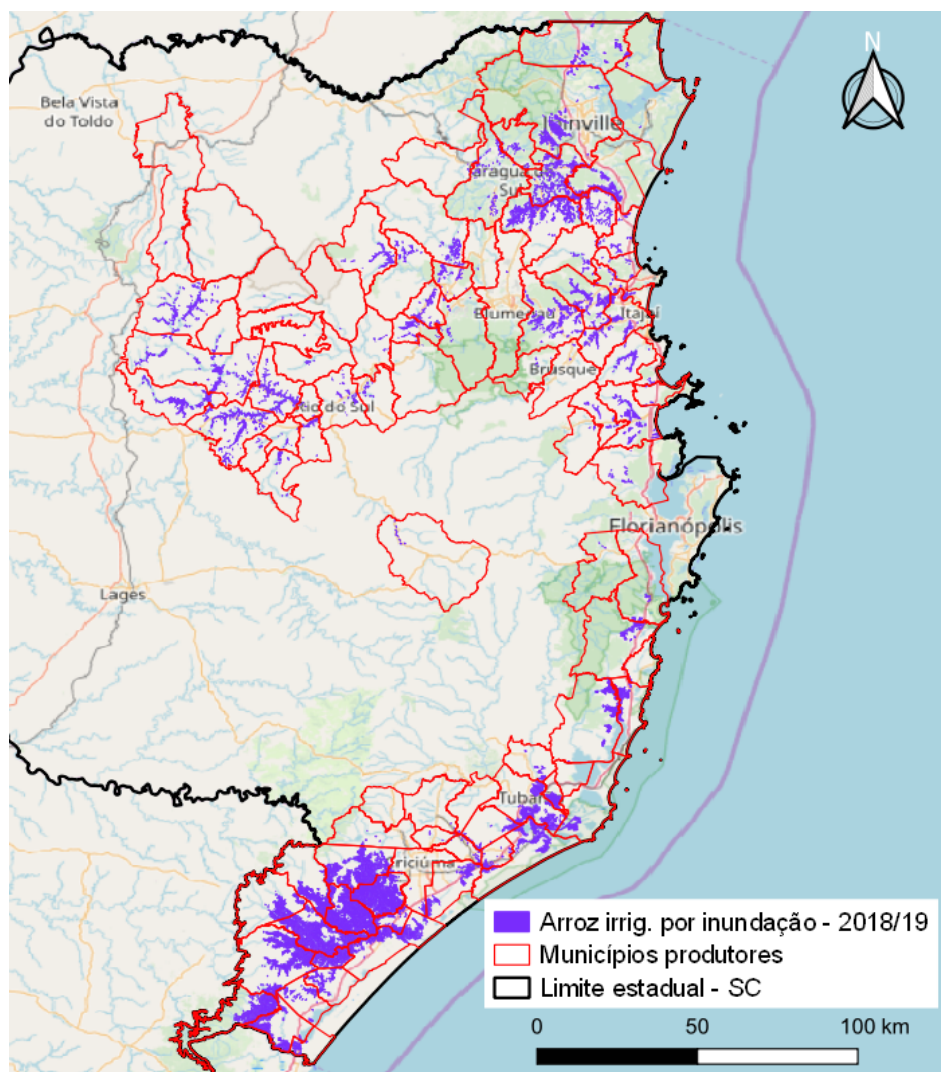 N
Bela Vista
do Toldo
Joinville
Jaraguá do
Sul
Blumenau
Itajaí
Brusque
Rio do Sul
Florianópolis
Lages
Tubarão
Criciúma
Arroz irrig. por inundação - 2018/19
Municípios produtores
Limite estadual - SC
0
50
100 km